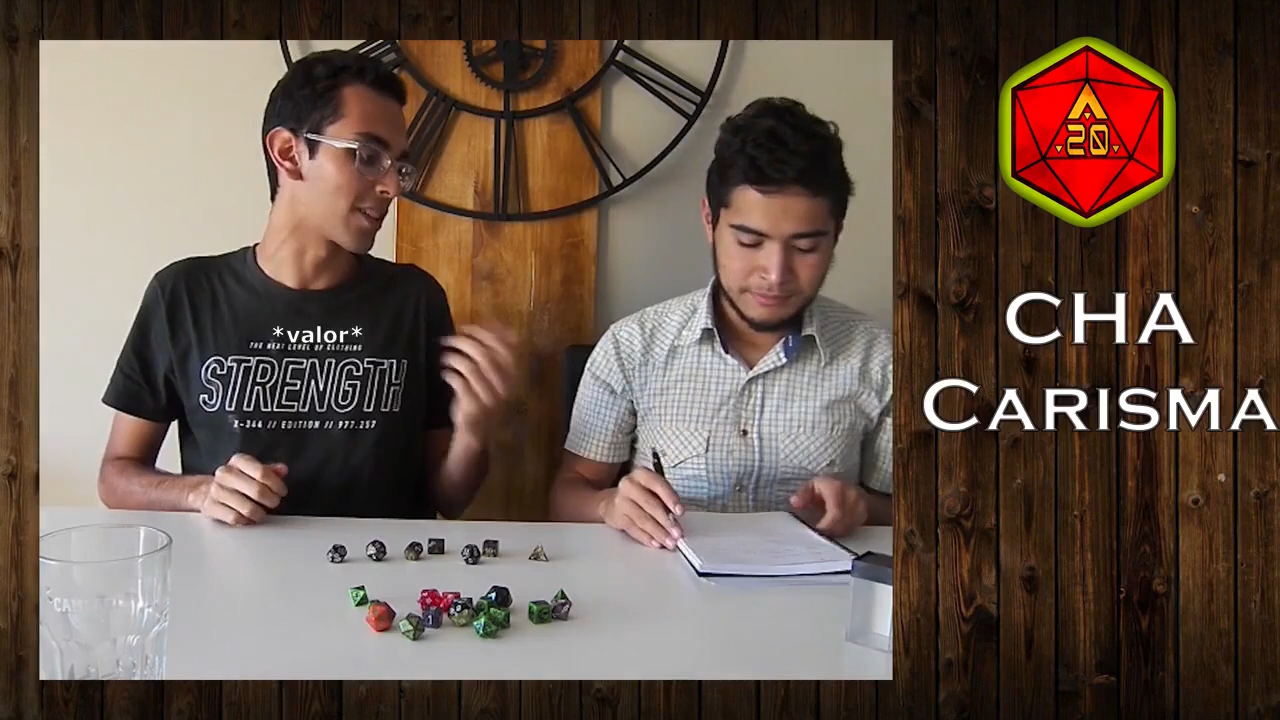 *valor*
THE NEXT LEVEL OF CLOTHING
STRENGTH
X-344 // EDITION // 977.257
A
.20.
CHA
CARISMA